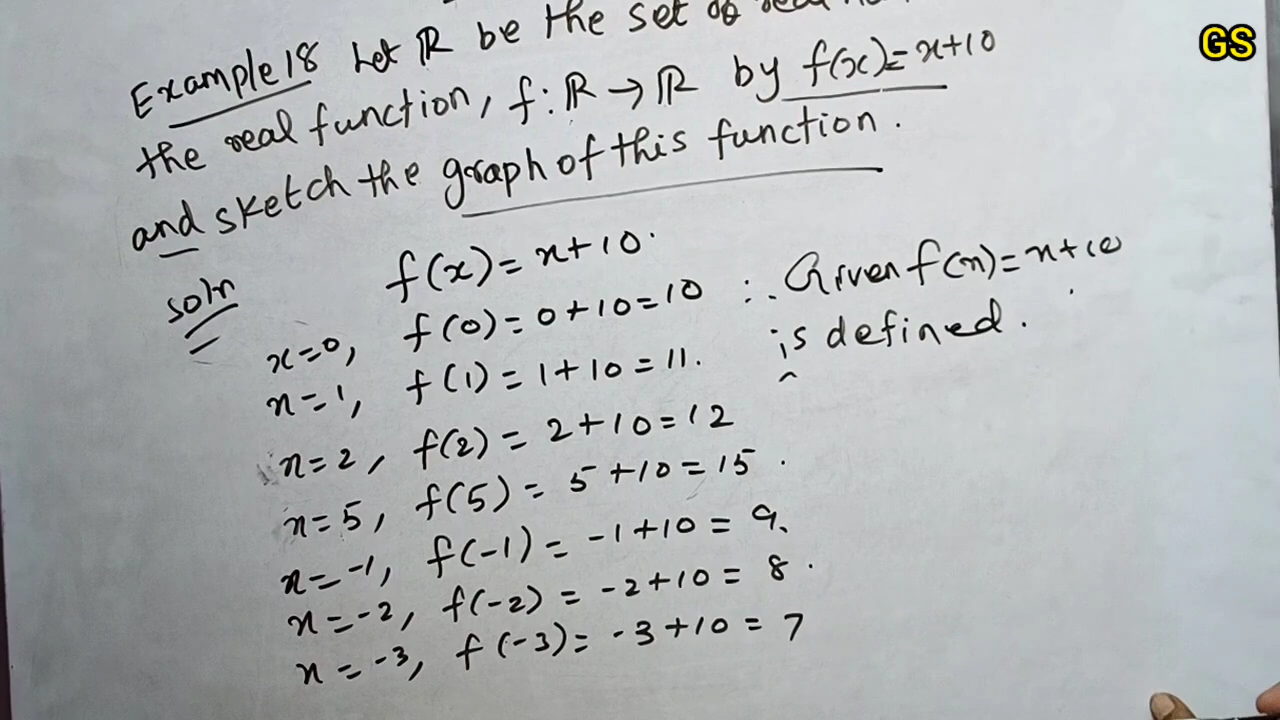 GS
Example 18 Let ℝ be the set of real
the real function, f: ℝ → ℝ by f(x) = x+10
and sketch the graph of this function.
soln
f(x) = x+10.
x=0, f(0) = 0+10=10 ∴ Given f(x)=x+10
x=1, f(1) = 1+10 = 11. is defined.
x=2, f(2) = 2+10=12
x=5, f(5) = 5+10=15.
x=-1, f(-1) = -1+10 = 9.
x=-2, f(-2) = -2+10 = 8.
x=-3, f(-3)= -3+10 = 7